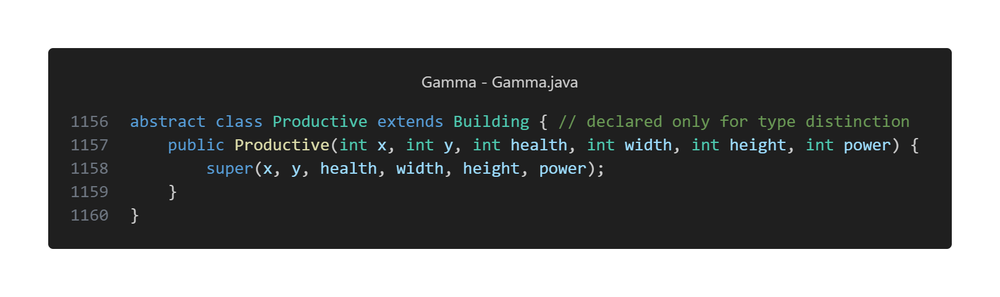 Gamma - Gamma.java
1156 abstract class Productive extends Building { // declared only for type distinction
1157     public Productive(int x, int y, int health, int width, int height, int power) {
1158         super(x, y, health, width, height, power);
1159     }
1160 }